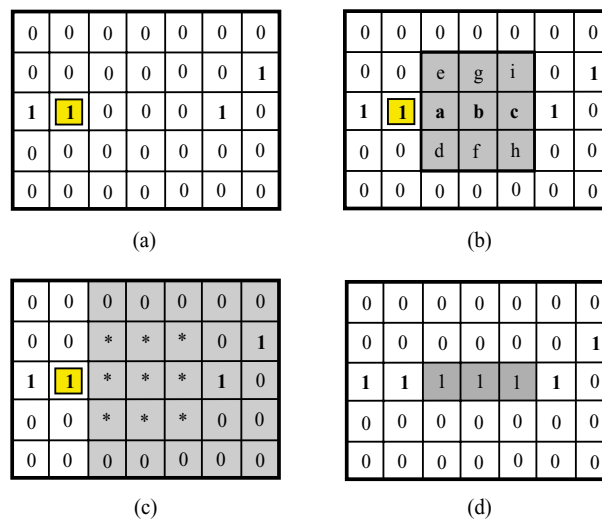 0 0 0 0 0 0 0
0 0 0 0 0 0 1
1 1 0 0 0 1 0
0 0 0 0 0 0 0
0 0 0 0 0 0 0
(a)
0 0 0 0 0 0 0
0 0 e g i 0 1
1 1 a b c 1 0
0 0 d f h 0 0
0 0 0 0 0 0 0
(b)
0 0 0 0 0 0 0
0 0 * * * 0 1
1 1 * * * 1 0
0 0 * * * 0 0
0 0 0 0 0 0 0
(c)
0 0 0 0 0 0 0
0 0 0 0 0 0 1
1 1 1 1 1 1 0
0 0 0 0 0 0 0
0 0 0 0 0 0 0
(d)